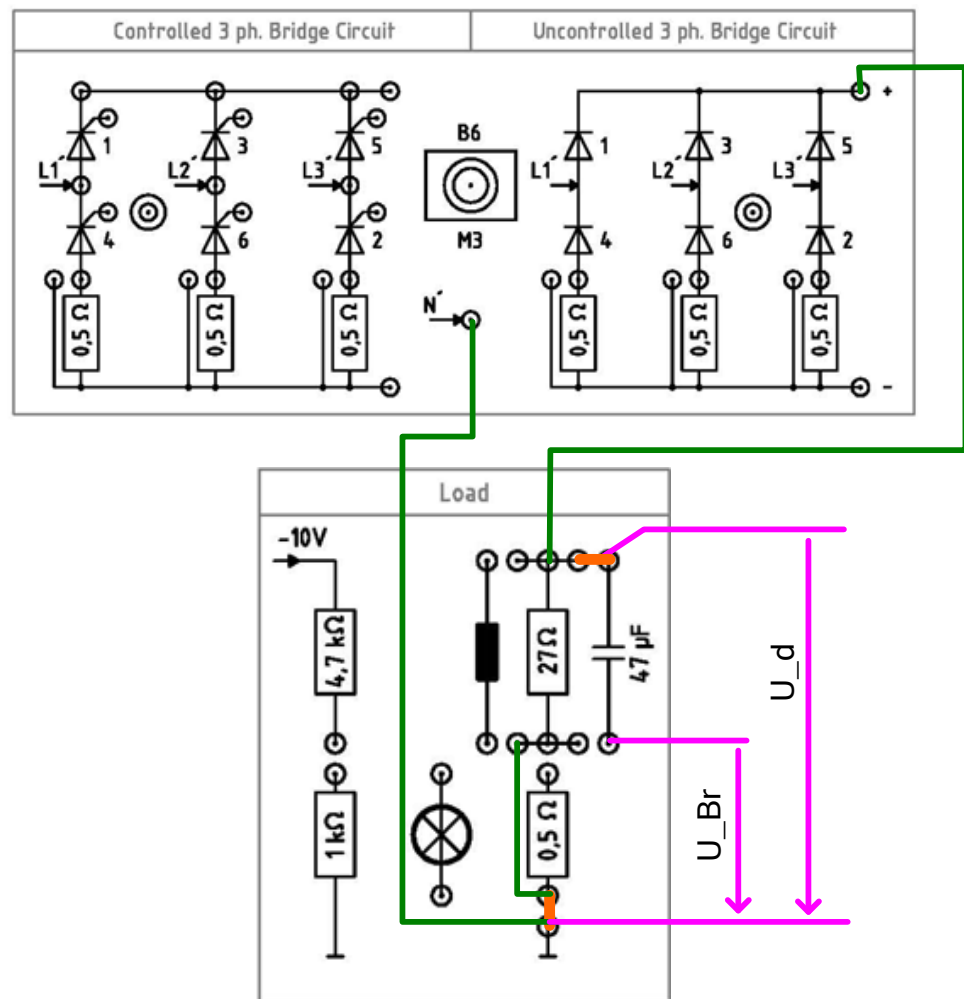 Controlled 3 ph. Bridge Circuit
Uncontrolled 3 ph. Bridge Circuit
+
1
3
5
B6
1
3
5
L1´
L2´
L3´
L1´
L2´
L3´
4
6
2
M3
4
6
2
N´
0,5 Ω
0,5 Ω
0,5 Ω
0,5 Ω
0,5 Ω
0,5 Ω
-
Load
-10V
4,7 kΩ
27Ω
47 µF
U_d
1 kΩ
0,5 Ω
U_Br